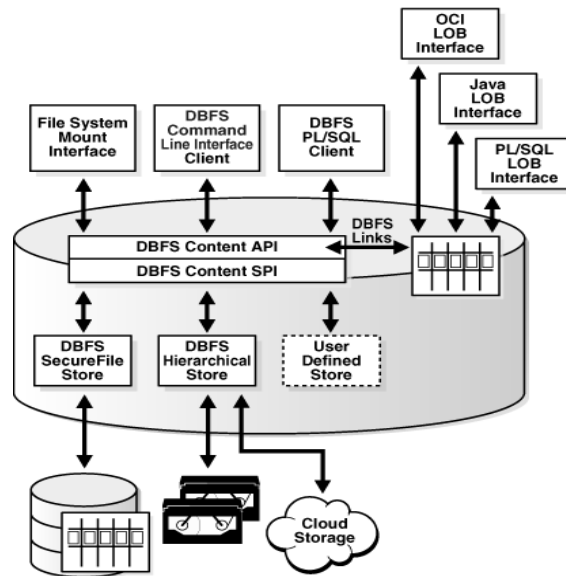 OCI
LOB
Interface
Java
LOB
Interface
PL/SQL
LOB
Interface
File System
Mount
Interface
DBFS
Command
Line Interface
Client
DBFS
PL/SQL
Client
DBFS
Links
DBFS Content API
DBFS Content SPI
DBFS
SecureFile
Store
DBFS
Hierarchical
Store
User
Defined
Store
Cloud
Storage